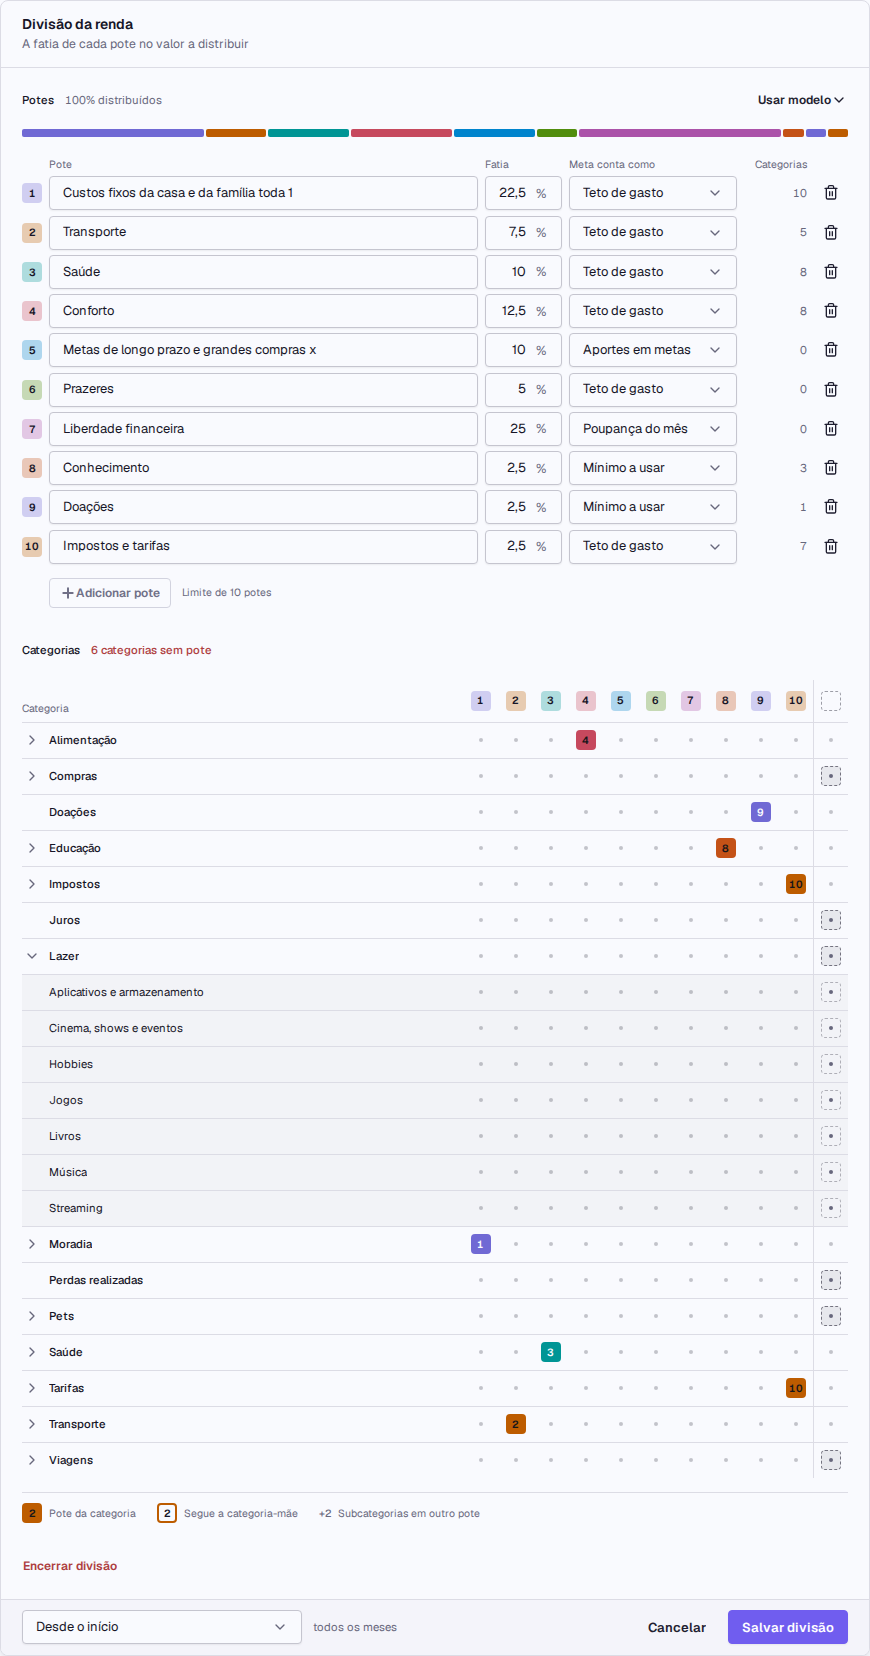 Divisão da renda
A fatia de cada pote no valor a distribuir
Potes 100% distribuídos Usar modelo
Pote Fatia Meta conta como Categorias
1 Custos fixos da casa e da família toda 1 22,5 % Teto de gasto 10
2 Transporte 7,5 % Teto de gasto 5
3 Saúde 10 % Teto de gasto 8
4 Conforto 12,5 % Teto de gasto 8
5 Metas de longo prazo e grandes compras x 10 % Aportes em metas 0
6 Prazeres 5 % Teto de gasto 0
7 Liberdade financeira 25 % Poupança do mês 0
8 Conhecimento 2,5 % Mínimo a usar 3
9 Doações 2,5 % Mínimo a usar 1
10 Impostos e tarifas 2,5 % Teto de gasto 7
+ Adicionar pote Limite de 10 potes
Categorias 6 categorias sem pote
Categoria 1 2 3 4 5 6 7 8 9 10
Alimentação 4
Compras
Doações 9
Educação 8
Impostos 10
Juros
Lazer
Aplicativos e armazenamento
Cinema, shows e eventos
Hobbies
Jogos
Livros
Música
Streaming
Moradia 1
Perdas realizadas
Pets
Saúde 3
Tarifas 10
Transporte 2
Viagens
2 Pote da categoria 2 Segue a categoria-mãe +2 Subcategorias em outro pote
Encerrar divisão
Desde o início todos os meses Cancelar Salvar divisão